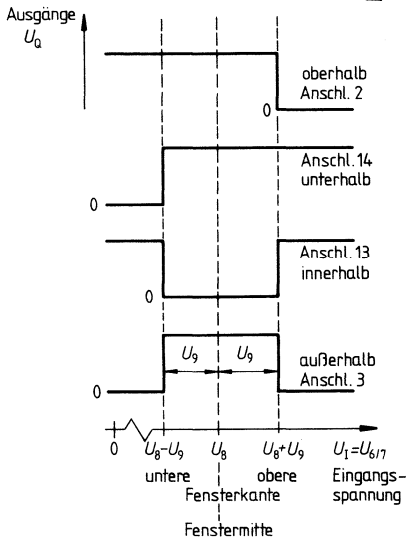 Ausgänge
U_Q
oberhalb
Anschl. 2
0
Anschl. 14
unterhalb
0
Anschl. 13
innerhalb
0
U_9 U_9
außerhalb
Anschl. 3
0
0 U_8–U_9 U_8 U_8+U_9 U_I=U_6/7
untere obere Eingangs-
Fensterkante spannung
Fenstermitte